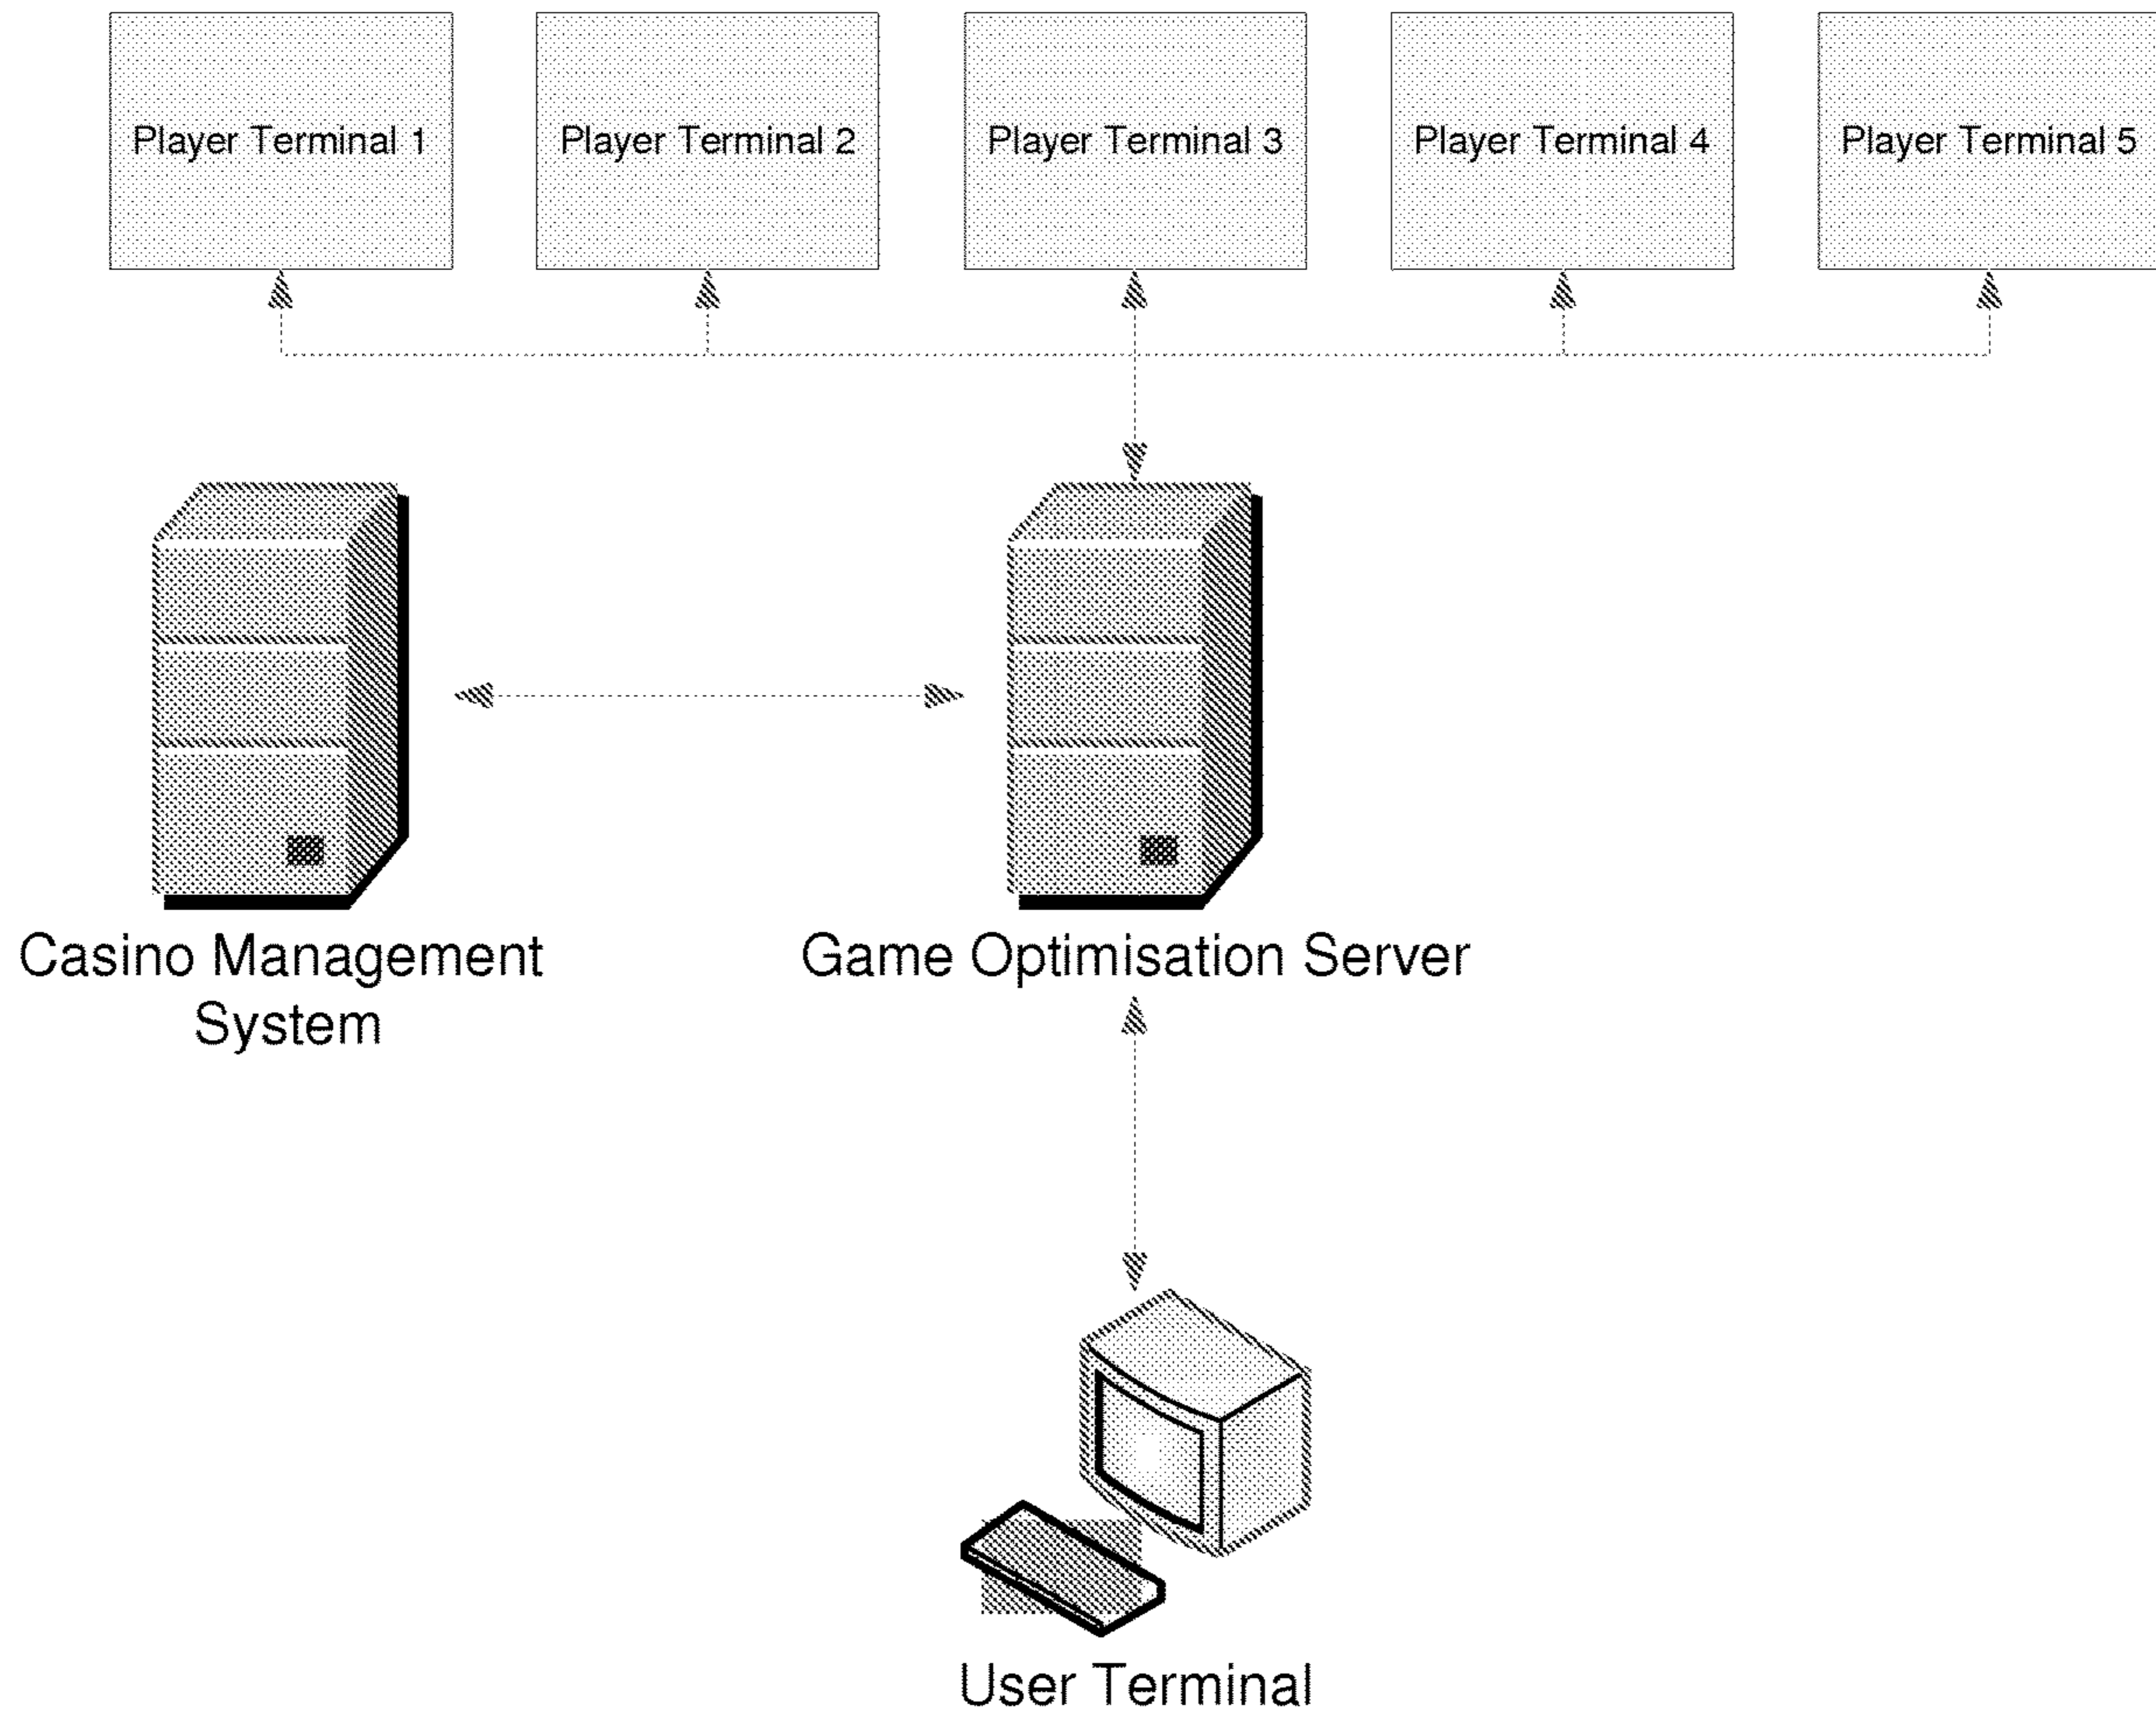 Player Terminal 1
Player Terminal 2
Player Terminal 3
Player Terminal 4
Player Terminal 5
Casino Management
System
Game Optimisation Server
User Terminal